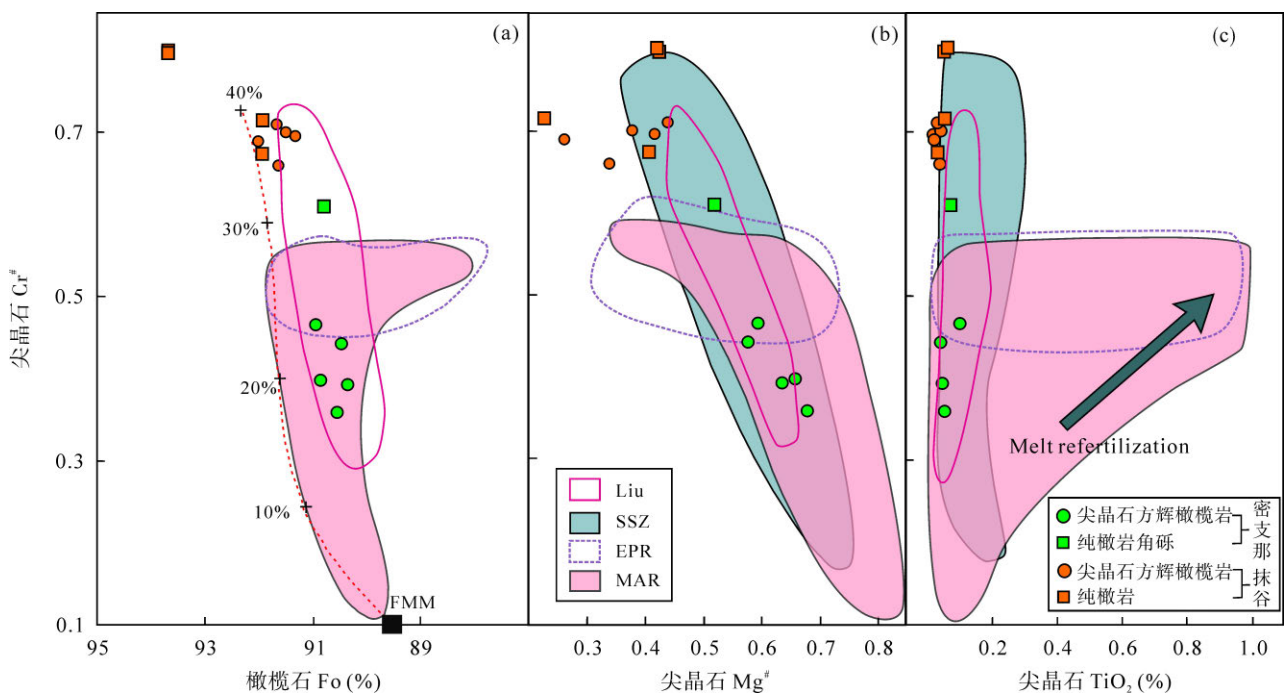 (a)
(b)
(c)
尖晶石 Cr#
0.7
0.5
0.3
0.1
40%
30%
20%
10%
FMM
95
93
91
89
橄榄石 Fo (%)
Liu
SSZ
EPR
MAR
0.3
0.4
0.5
0.6
0.7
0.8
尖晶石 Mg#
Melt refertilization
尖晶石方辉橄榄岩
纯橄岩角砾
密支那
尖晶石方辉橄榄岩
纯橄岩
抹谷
0.2
0.4
0.6
0.8
1.0
尖晶石 TiO₂ (%)